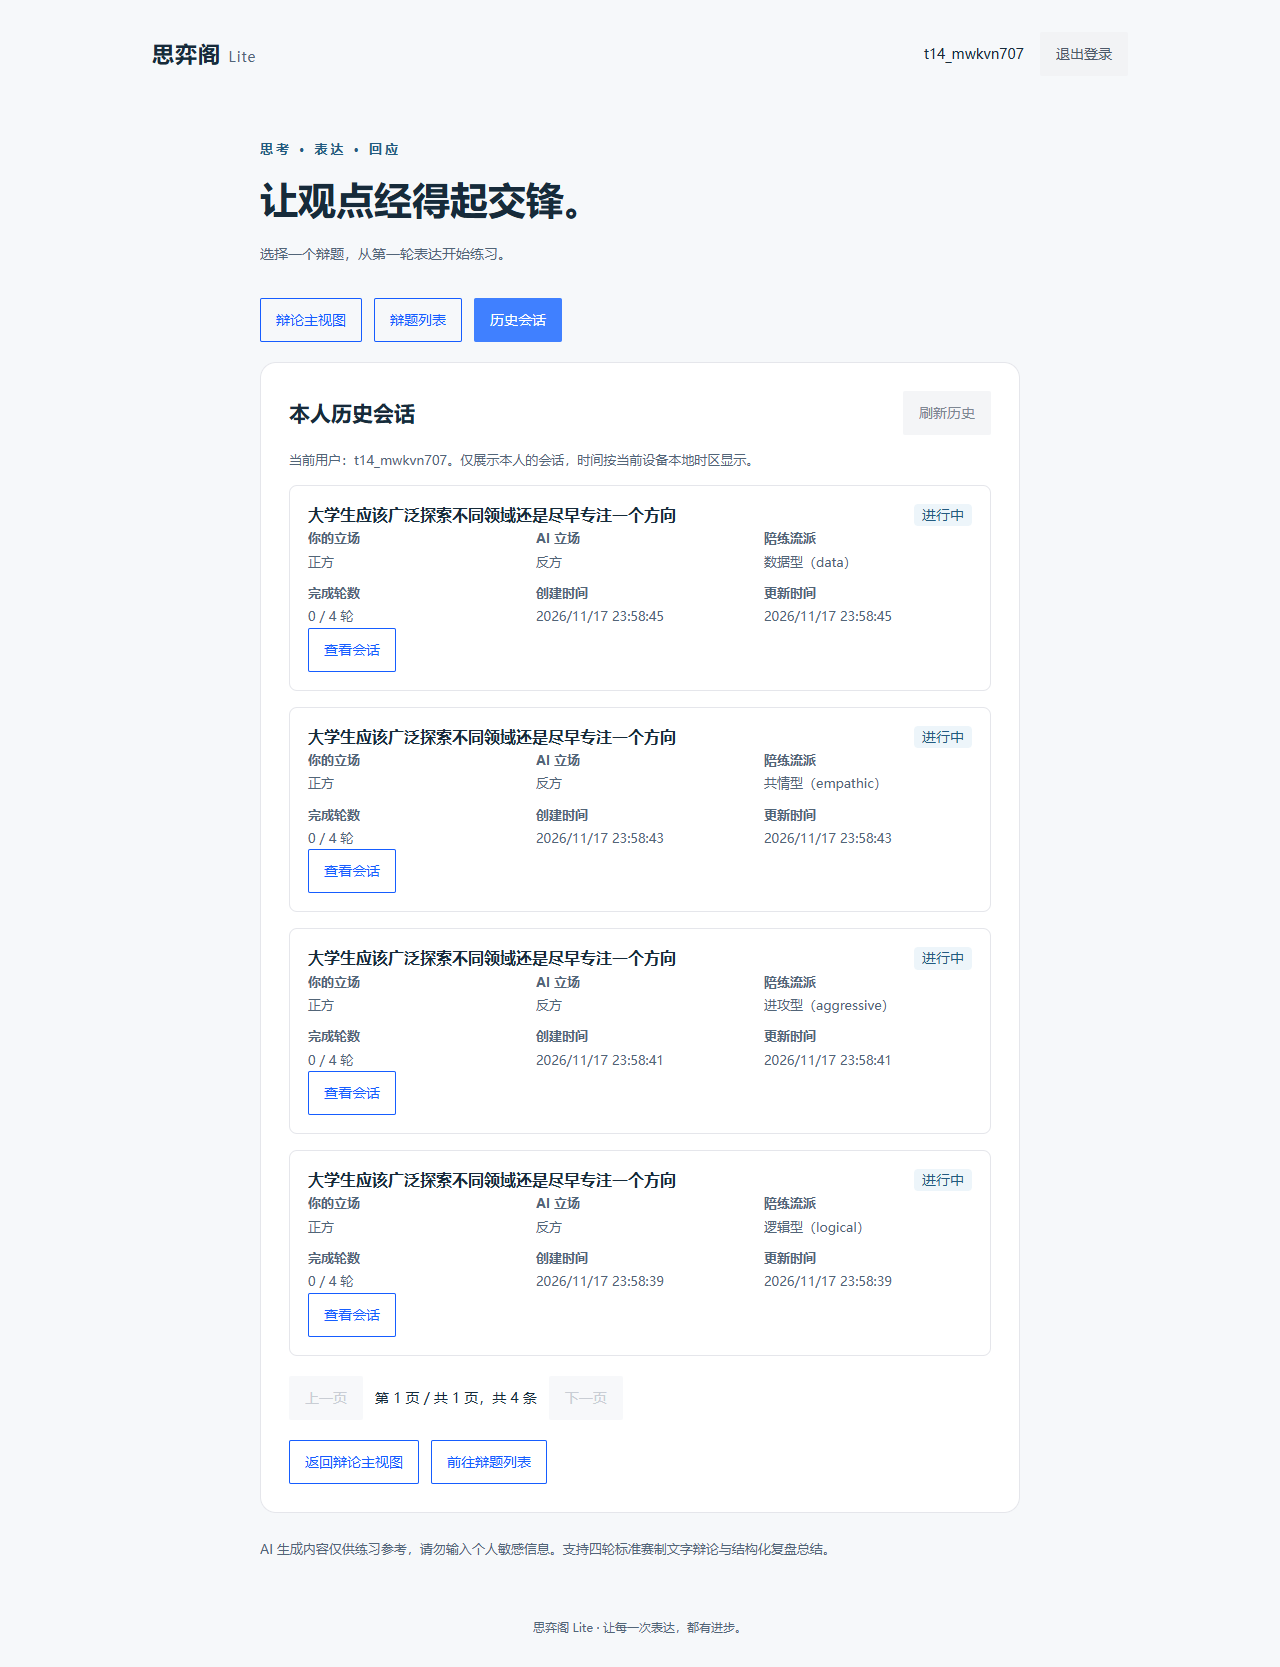 思弈阁 Lite
t14_mwkvn707 退出登录
思考 • 表达 • 回应
让观点经得起交锋。
选择一个辩题，从第一轮表达开始练习。
辩论主视图 辩题列表 历史会话
本人历史会话 刷新历史
当前用户：t14_mwkvn707。仅展示本人的会话，时间按当前设备本地时区显示。
大学生应该广泛探索不同领域还是尽早专注一个方向 进行中
你的立场 AI 立场 陪练流派
正方 反方 数据型（data）
完成轮数 创建时间 更新时间
0 / 4 轮 2026/11/17 23:58:45 2026/11/17 23:58:45
查看会话
大学生应该广泛探索不同领域还是尽早专注一个方向 进行中
你的立场 AI 立场 陪练流派
正方 反方 共情型（empathic）
完成轮数 创建时间 更新时间
0 / 4 轮 2026/11/17 23:58:43 2026/11/17 23:58:43
查看会话
大学生应该广泛探索不同领域还是尽早专注一个方向 进行中
你的立场 AI 立场 陪练流派
正方 反方 进攻型（aggressive）
完成轮数 创建时间 更新时间
0 / 4 轮 2026/11/17 23:58:41 2026/11/17 23:58:41
查看会话
大学生应该广泛探索不同领域还是尽早专注一个方向 进行中
你的立场 AI 立场 陪练流派
正方 反方 逻辑型（logical）
完成轮数 创建时间 更新时间
0 / 4 轮 2026/11/17 23:58:39 2026/11/17 23:58:39
查看会话
上一页 第 1 页 / 共 1 页，共 4 条 下一页
返回辩论主视图 前往辩题列表
AI 生成内容仅供练习参考，请勿输入个人敏感信息。支持四轮标准赛制文字辩论与结构化复盘总结。
思弈阁 Lite · 让每一次表达，都有进步。